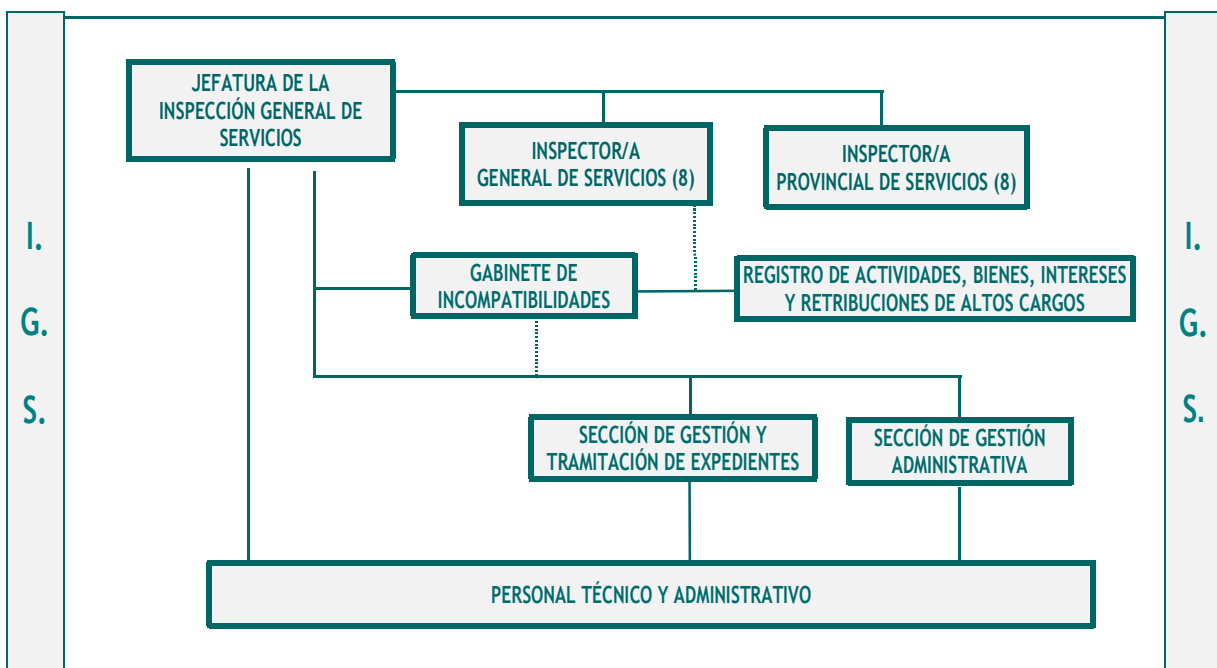 JEFATURA DE LA
INSPECCIÓN GENERAL DE
SERVICIOS
INSPECTOR/A
GENERAL DE SERVICIOS (8)
INSPECTOR/A
PROVINCIAL DE SERVICIOS (8)
I.
G.
S.
GABINETE DE
INCOMPATIBILIDADES
REGISTRO DE ACTIVIDADES, BIENES, INTERESES
Y RETRIBUCIONES DE ALTOS CARGOS
I.
G.
S.
SECCIÓN DE GESTIÓN Y
TRAMITACIÓN DE EXPEDIENTES
SECCIÓN DE GESTIÓN
ADMINISTRATIVA
PERSONAL TÉCNICO Y ADMINISTRATIVO